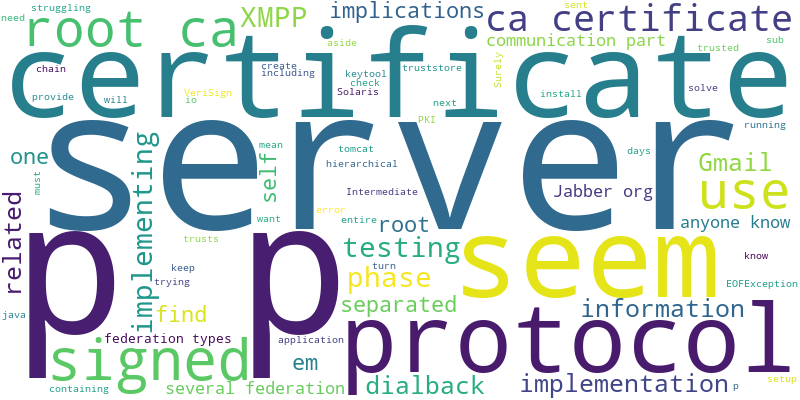 struggling
need
root ca
XMPP
implications
sent
ca certificate
aside
communication part
trusted
sub
certificate
chain
create
including
keytool
check
truststore
Surely
provide
will
VeriSign
io
Solaris
install
solve
next
PKI
running
server
one
implementing
self
mean
tomcat
hierarchical
days
Gmail
must
Intermediate
Jabber org
use
related
want
error
entire
root
anyone know
trusts
testing
seem
p p
keep
trying
turn
phase
know
EOFException
java
find
separated
information
protocol
federation types
application
signed
em
containing
several federation
dialback
implementation
p
setup